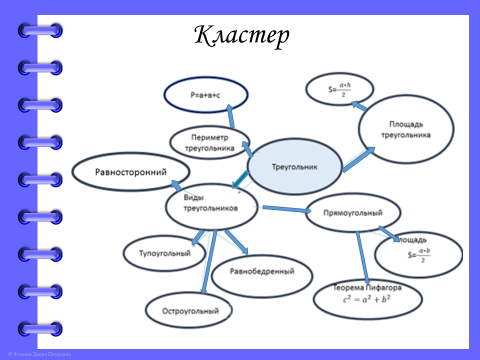 Кластер
P=a+b+c
S=a*h/2
Периметр
треугольника
Площадь
треугольника
Треугольник
Равносторонний
Виды
треугольников
Прямоугольный
Тупоугольный
Равнобедренный
Площадь
S=a*b/2
Остроугольный
Теорема Пифагора
c² = a² + b²